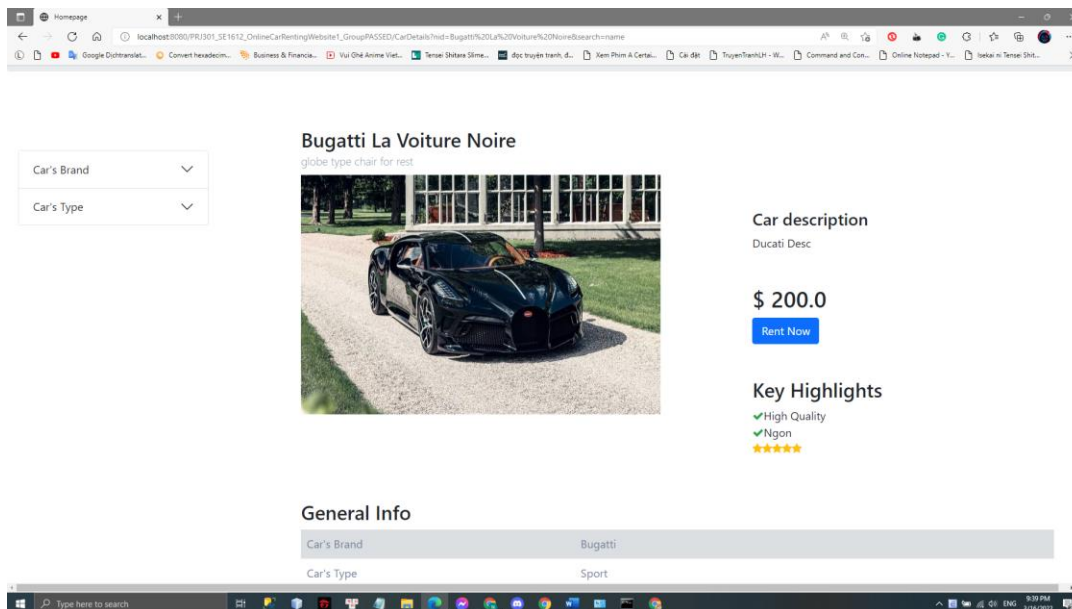 Homepage
localhost:8080/PRJ301_SE1612_OnlineCarRentingWebsite1_GroupPASSED/CarDetails?nid=Bugatti%20La%20Voiture%20Noire&search=name
Google Dịchtranslat... Convert hexadecim... Business & Financia... Vui Ghê Anime Viet... Tensei Shitara Slime... đọc truyện tranh, d... Xem Phim A Certai... Cài đặt TruyenTranhLH - W... Command and Con... Online Notepad - Y... Isekai ni Tensei Shit...
Bugatti La Voiture Noire
globe type chair for rest
Car's Brand
Car's Type
Car description
Ducati Desc
$ 200.0
Rent Now
Key Highlights
High Quality
Ngon
General Info
Car's Brand Bugatti
Car's Type Sport
Type here to search
ENG 9:39 PM